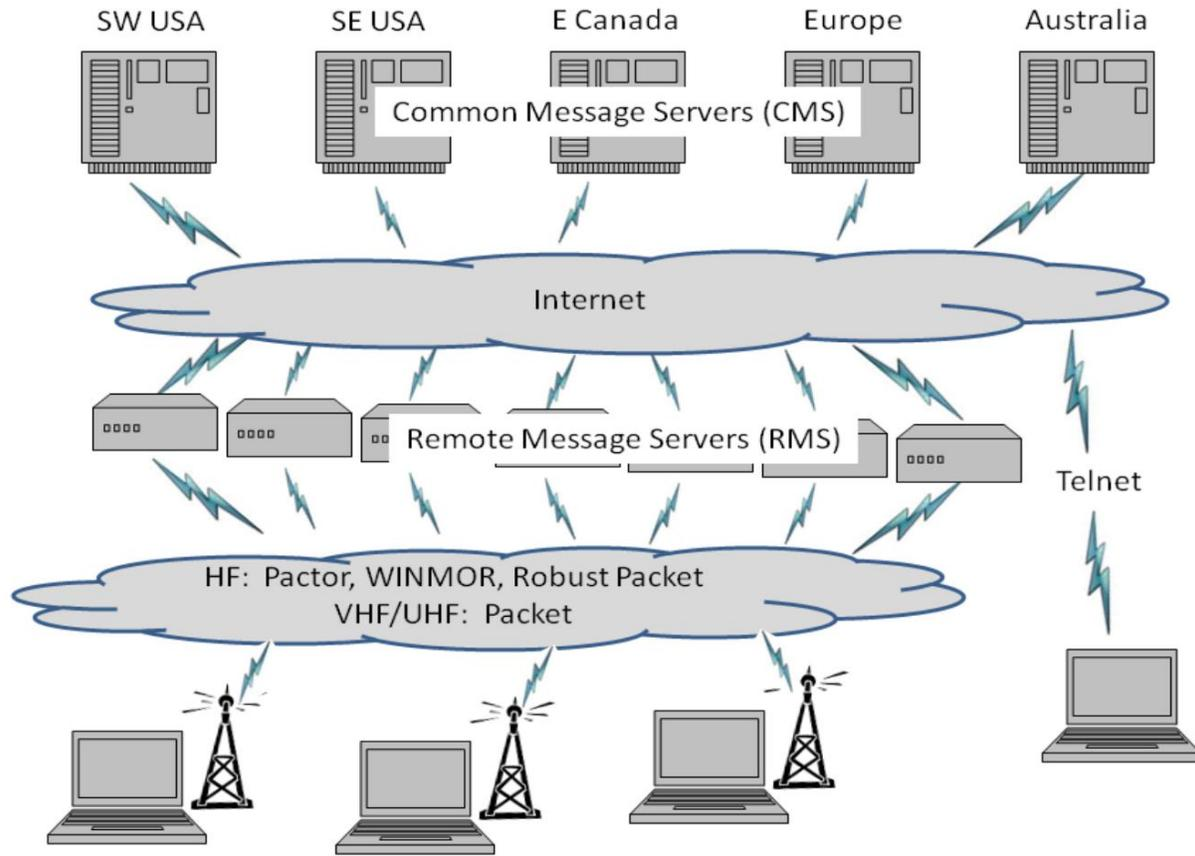 SW USA
SE USA
E Canada
Europe
Australia
Common Message Servers (CMS)
Internet
Remote Message Servers (RMS)
Telnet
HF:  Pactor, WINMOR, Robust Packet
VHF/UHF:  Packet